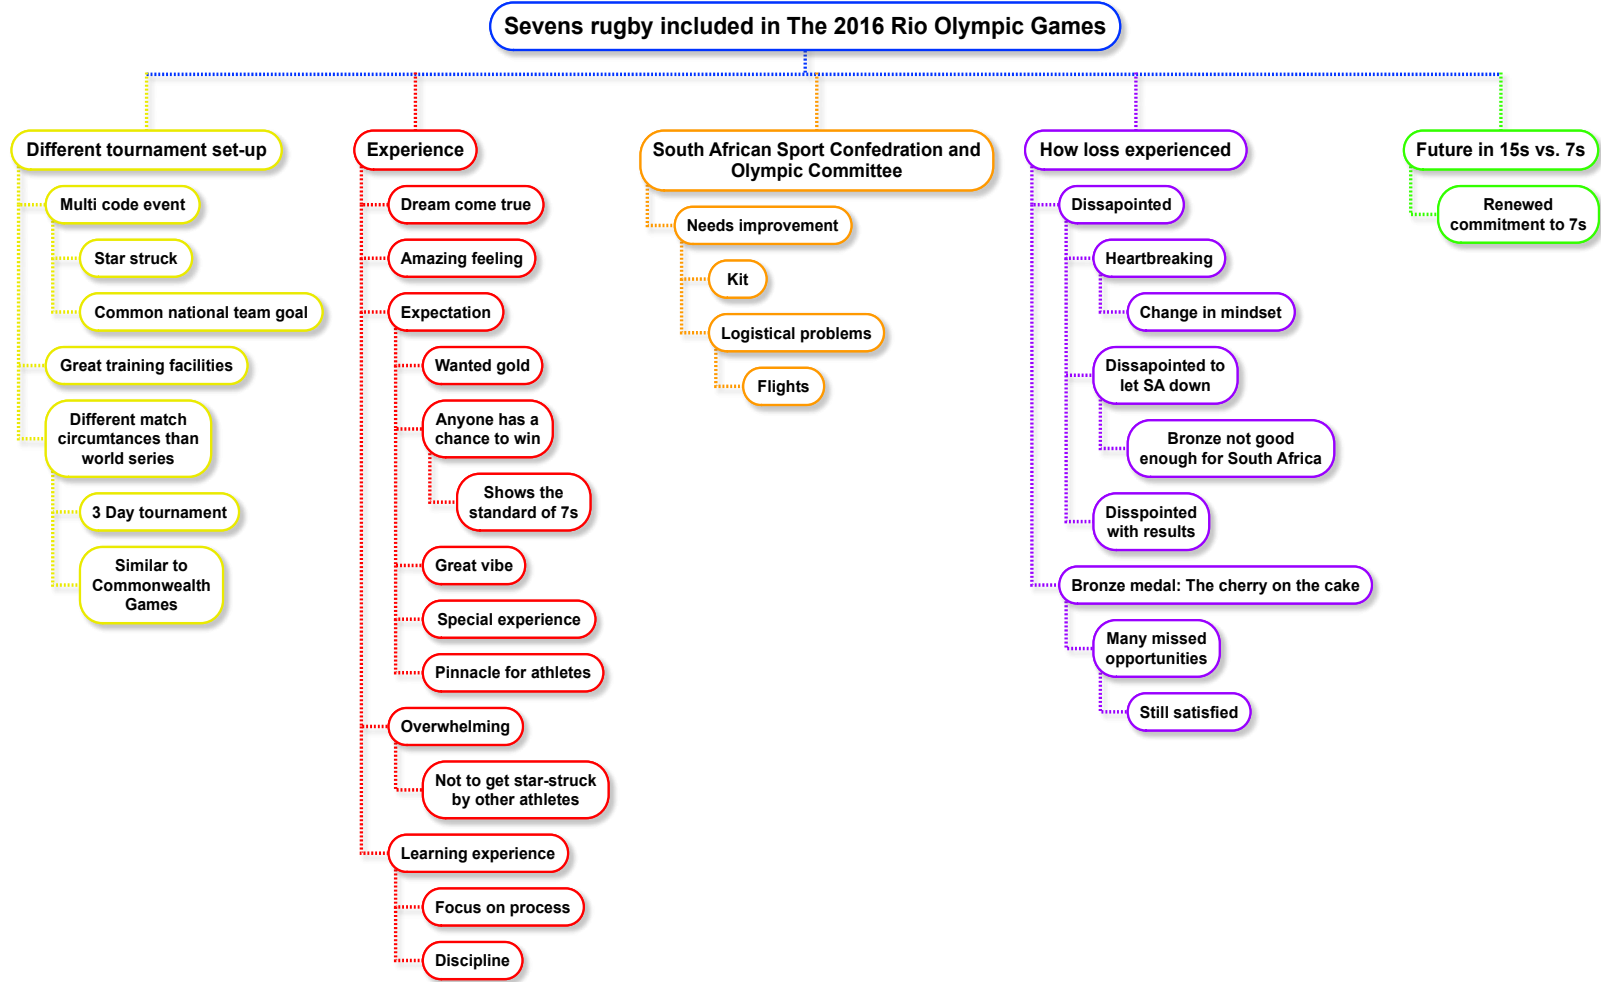 Sevens rugby included in The 2016 Rio Olympic Games
Different tournament set-up
Multi code event
Star struck
Common national team goal
Great training facilities
Different match
circumtances than
world series
3 Day tournament
Similar to
Commonwealth
Games
Experience
Dream come true
Amazing feeling
Expectation
Wanted gold
Anyone has a
chance to win
Shows the
standard of 7s
Great vibe
Special experience
Pinnacle for athletes
Overwhelming
Not to get star-struck
by other athletes
Learning experience
Focus on process
Discipline
South African Sport Confedration and
Olympic Committee
Needs improvement
Kit
Logistical problems
Flights
How loss experienced
Dissapointed
Heartbreaking
Change in mindset
Dissapointed to
let SA down
Bronze not good
enough for South Africa
Disspointed
with results
Bronze medal: The cherry on the cake
Many missed
opportunities
Still satisfied
Future in 15s vs. 7s
Renewed
commitment to 7s